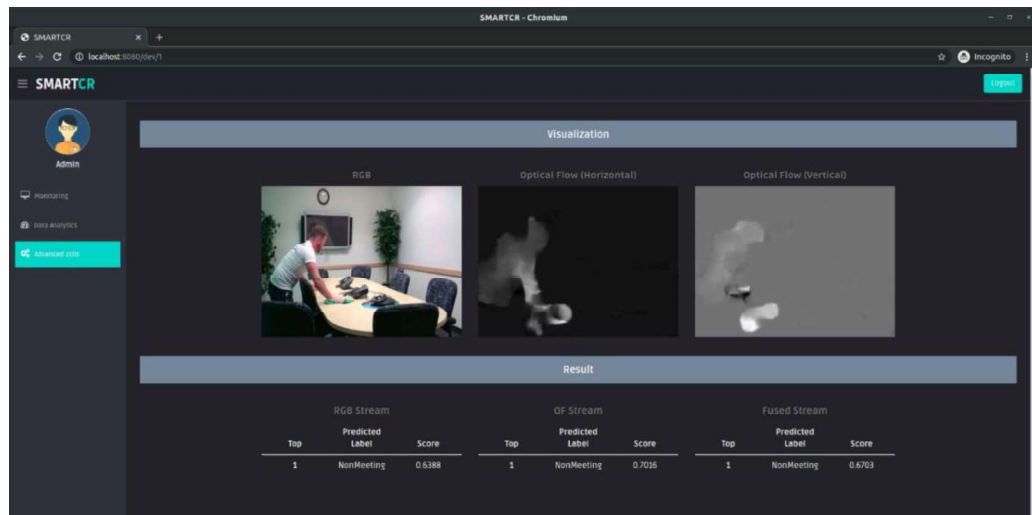 SMARTCR - Chromium
SMARTCR
localhost:8080/dev/1
Incognito
SMARTCR
Logout
Admin
Monitoring
Data Analytics
Advanced Utils
Visualization
RGB
Optical Flow (Horizontal)
Optical Flow (Vertical)
Result
RGB Stream
OF Stream
Fused Stream
Top Predicted Label Score
1 NonMeeting 0.6388
Top Predicted Label Score
1 NonMeeting 0.7016
Top Predicted Label Score
1 NonMeeting 0.6703